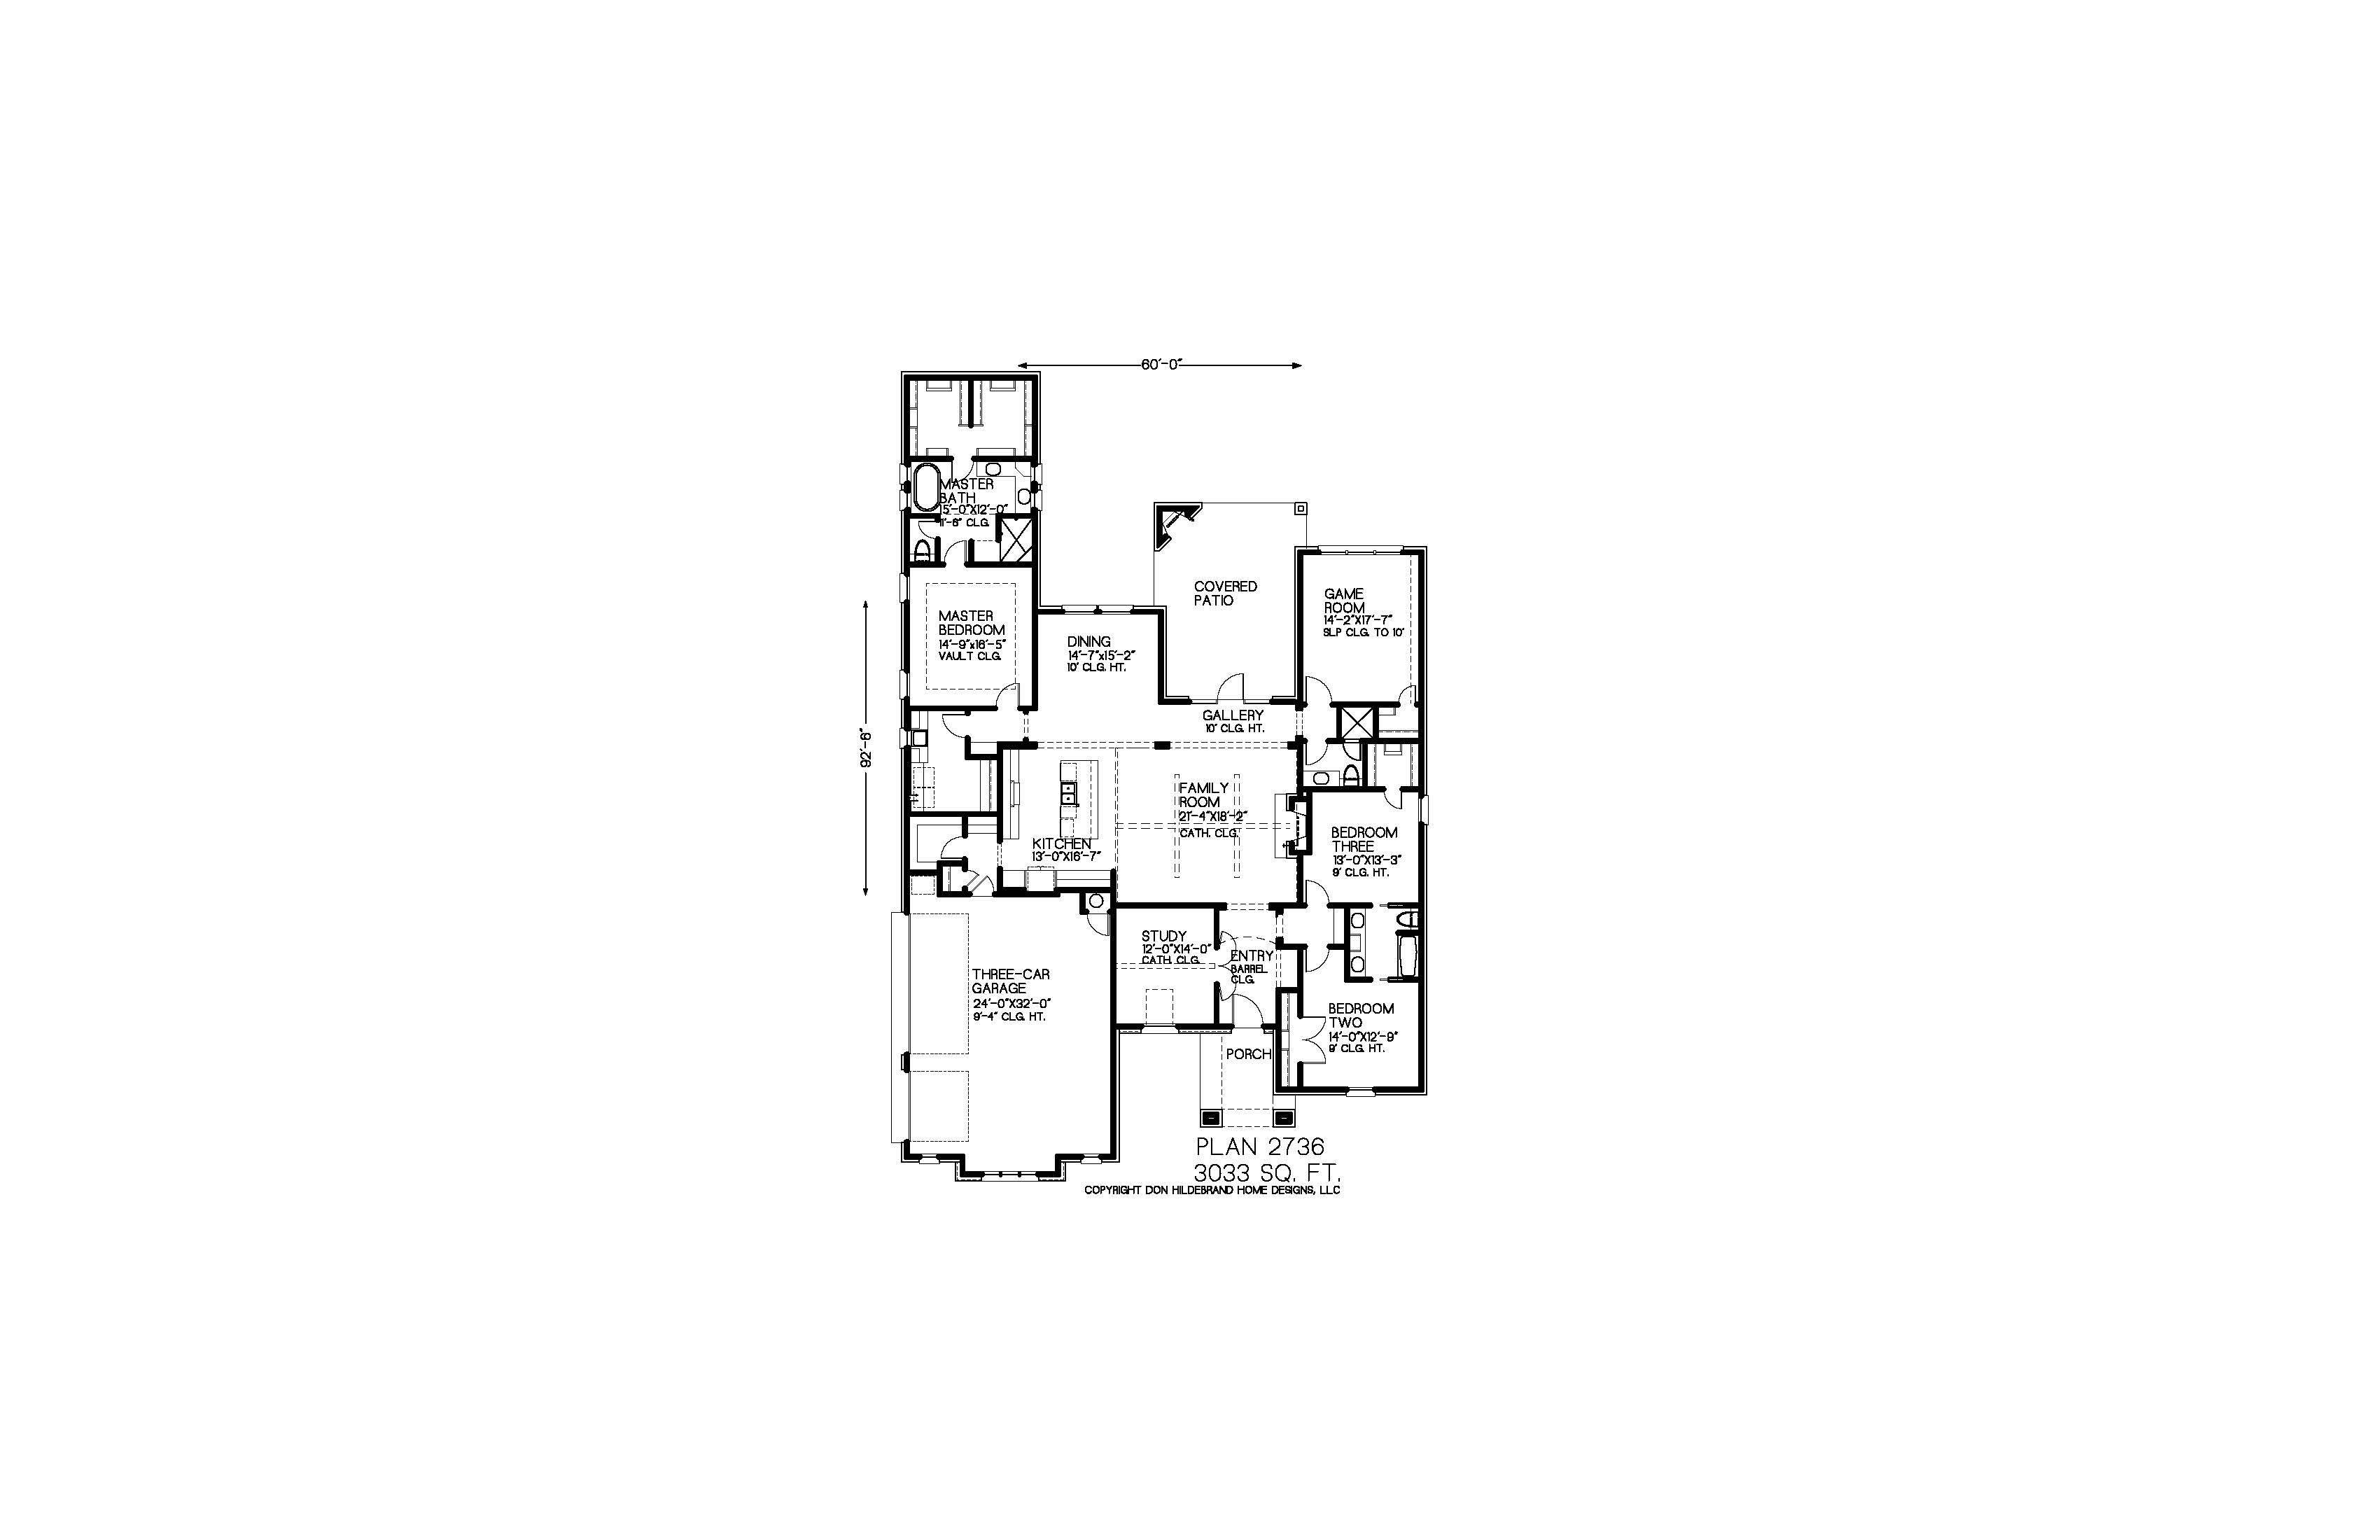 60'-0"
MASTER
BATH
15'-0"X12'-0"
11'-6" CLG.
COVERED
PATIO
GAME
ROOM
14'-2"X17'-7"
SLP CLG. TO 10'
MASTER
BEDROOM
14'-9"x16'-5"
VAULT CLG.
DINING
14'-7"x15'-2"
10' CLG. HT.
GALLERY
10' CLG. HT.
92'-6"
FAMILY
ROOM
21'-4"X18'-2"
CATH. CLG.
KITCHEN
13'-0"X16'-7"
BEDROOM
THREE
13'-0"X13'-3"
9' CLG. HT.
STUDY
12'-0"X14'-0"
CATH. CLG.
ENTRY
BARREL
CLG.
THREE-CAR
GARAGE
24'-0"X32'-0"
9'-4" CLG. HT.
BEDROOM
TWO
14'-0"X12'-9"
9' CLG. HT.
PORCH
PLAN 2736
3033 SQ. FT.
COPYRIGHT DON HILDEBRAND HOME DESIGNS, LLC